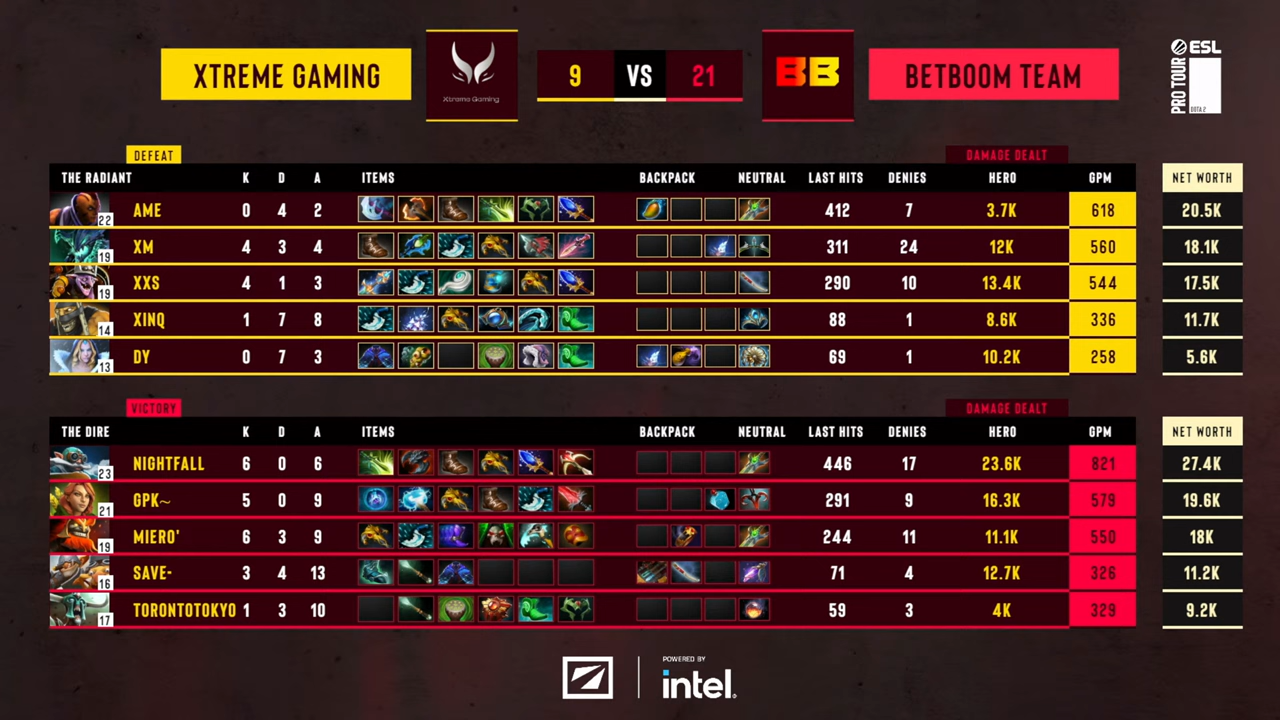 XTREME GAMING
Xtreme Gaming
9 VS 21
BB
BETBOOM TEAM
ESL
PRO TOUR
DOTA 2
DEFEAT
DAMAGE DEALT
THE RADIANT K D A ITEMS BACKPACK NEUTRAL LAST HITS DENIES HERO GPM NET WORTH
22 AME 0 4 2 412 7 3.7K 618 20.5K
19 XM 4 3 4 311 24 12K 560 18.1K
19 XXS 4 1 3 290 10 13.4K 544 17.5K
14 XINQ 1 7 8 88 1 8.6K 336 11.7K
13 DY 0 7 3 69 1 10.2K 258 5.6K
VICTORY
DAMAGE DEALT
THE DIRE K D A ITEMS BACKPACK NEUTRAL LAST HITS DENIES HERO GPM NET WORTH
23 NIGHTFALL 6 0 6 446 17 23.6K 821 27.4K
21 GPK~ 5 0 9 291 9 16.3K 579 19.6K
19 MIERO' 6 3 9 244 11 11.1K 550 18K
16 SAVE- 3 4 13 71 4 12.7K 326 11.2K
17 TORONTOTOKYO 1 3 10 59 3 4K 329 9.2K
POWERED BY
intel.